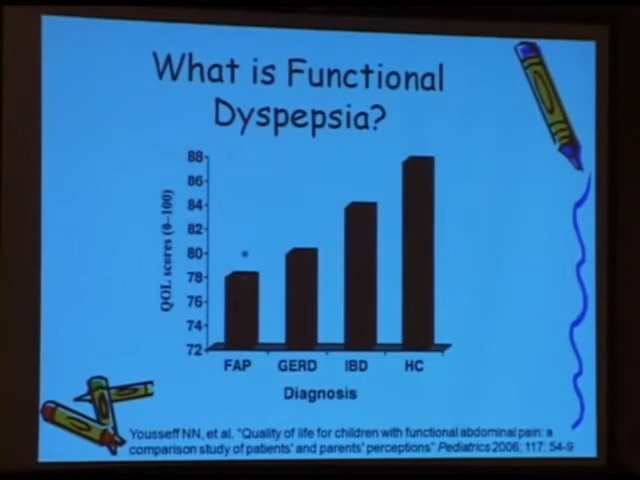 What is Functional
Dyspepsia?
QOL scores (0–100)
88
86
84
82
80
78
76
74
72
*
FAP GERD IBD HC
Diagnosis
Yousseff NN, et al. "Quality of life for children with functional abdominal pain: a
comparison study of patients' and parents' perceptions" Pediatrics 2006; 117: 54-9